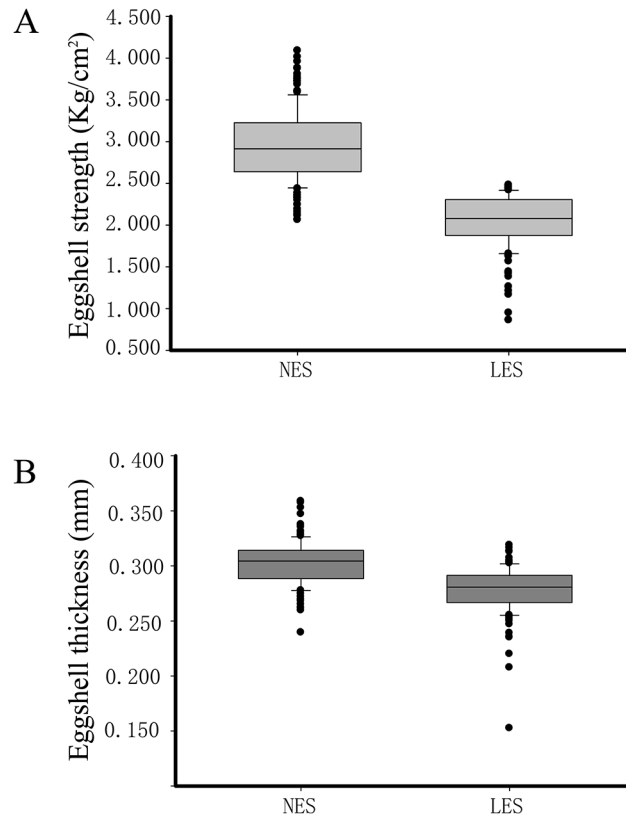 A
Eggshell strength (Kg/cm²)
4.500
4.000
3.500
3.000
2.500
2.000
1.500
1.000
0.500
NES LES
B
Eggshell thickness (mm)
0.400
0.350
0.300
0.250
0.200
0.150
NES LES